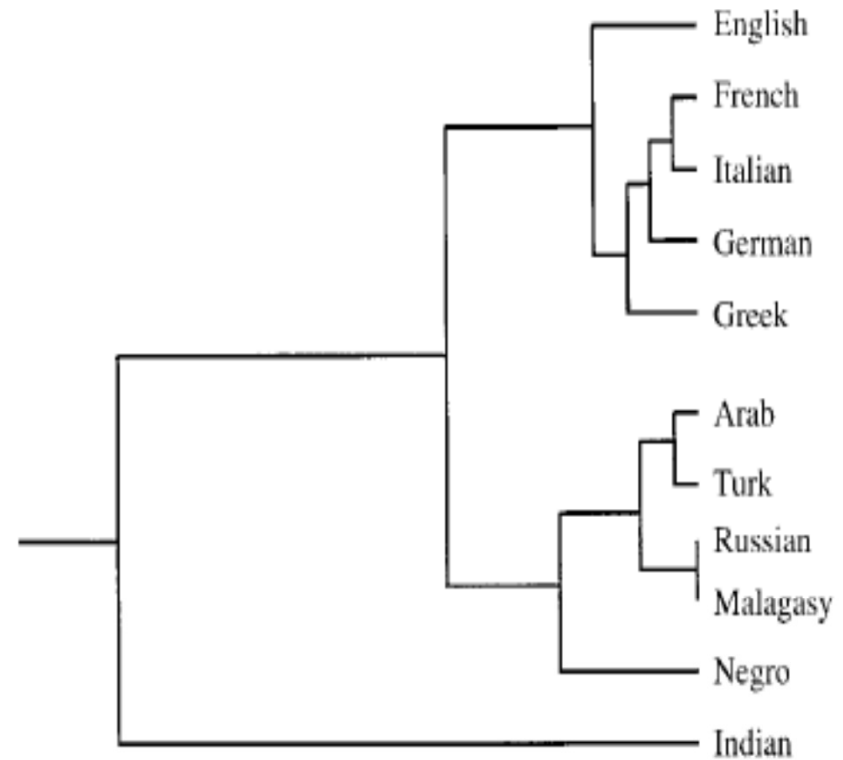 English
French
Italian
German
Greek
Arab
Turk
Russian
Malagasy
Negro
Indian